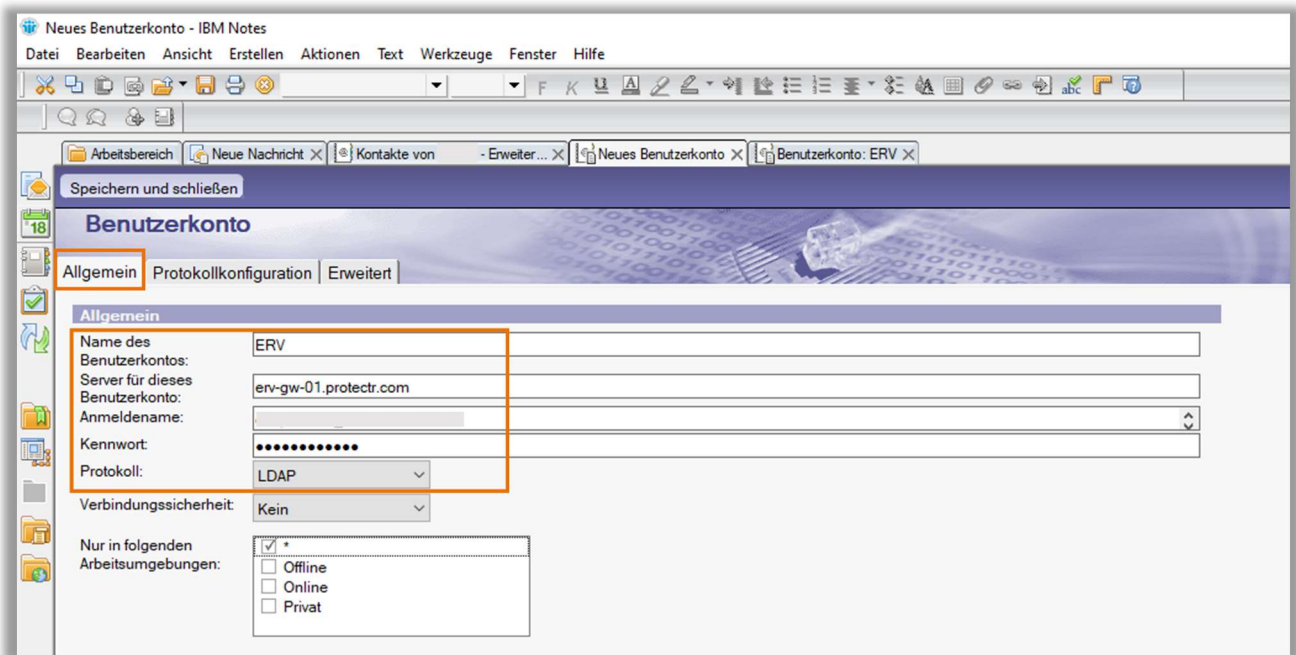 Neues Benutzerkonto - IBM Notes
Datei Bearbeiten Ansicht Erstellen Aktionen Text Werkzeuge Fenster Hilfe
F K U A abc
Arbeitsbereich Neue Nachricht Kontakte von - Erweiter... Neues Benutzerkonto Benutzerkonto: ERV
Speichern und schließen
18
Benutzerkonto
Allgemein Protokollkonfiguration Erweitert
Allgemein
Name des
Benutzerkontos:
ERV
Server für dieses
Benutzerkonto:
erv-gw-01.protectr.com
Anmeldename:
Kennwort: ●●●●●●●●●●●●
Protokoll: LDAP
Verbindungssicherheit: Kein
Nur in folgenden
Arbeitsumgebungen:
*
Offline
Online
Privat